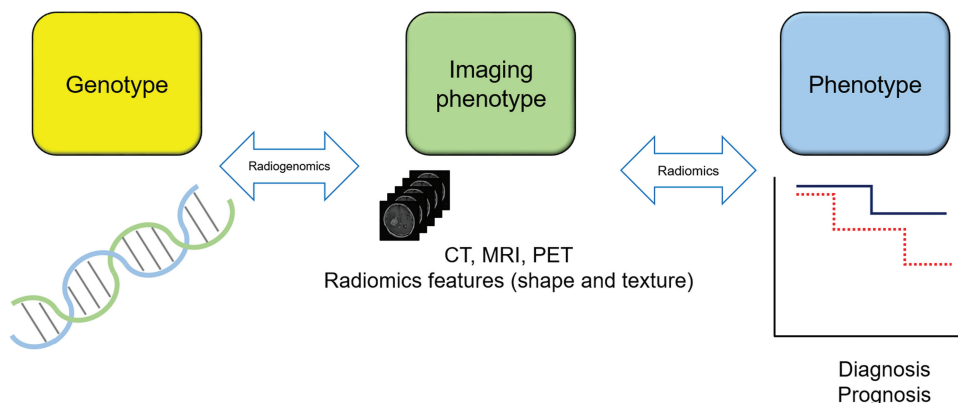 Genotype
Imaging
phenotype
Phenotype
Radiogenomics
Radiomics
CT, MRI, PET
Radiomics features (shape and texture)
Diagnosis
Prognosis